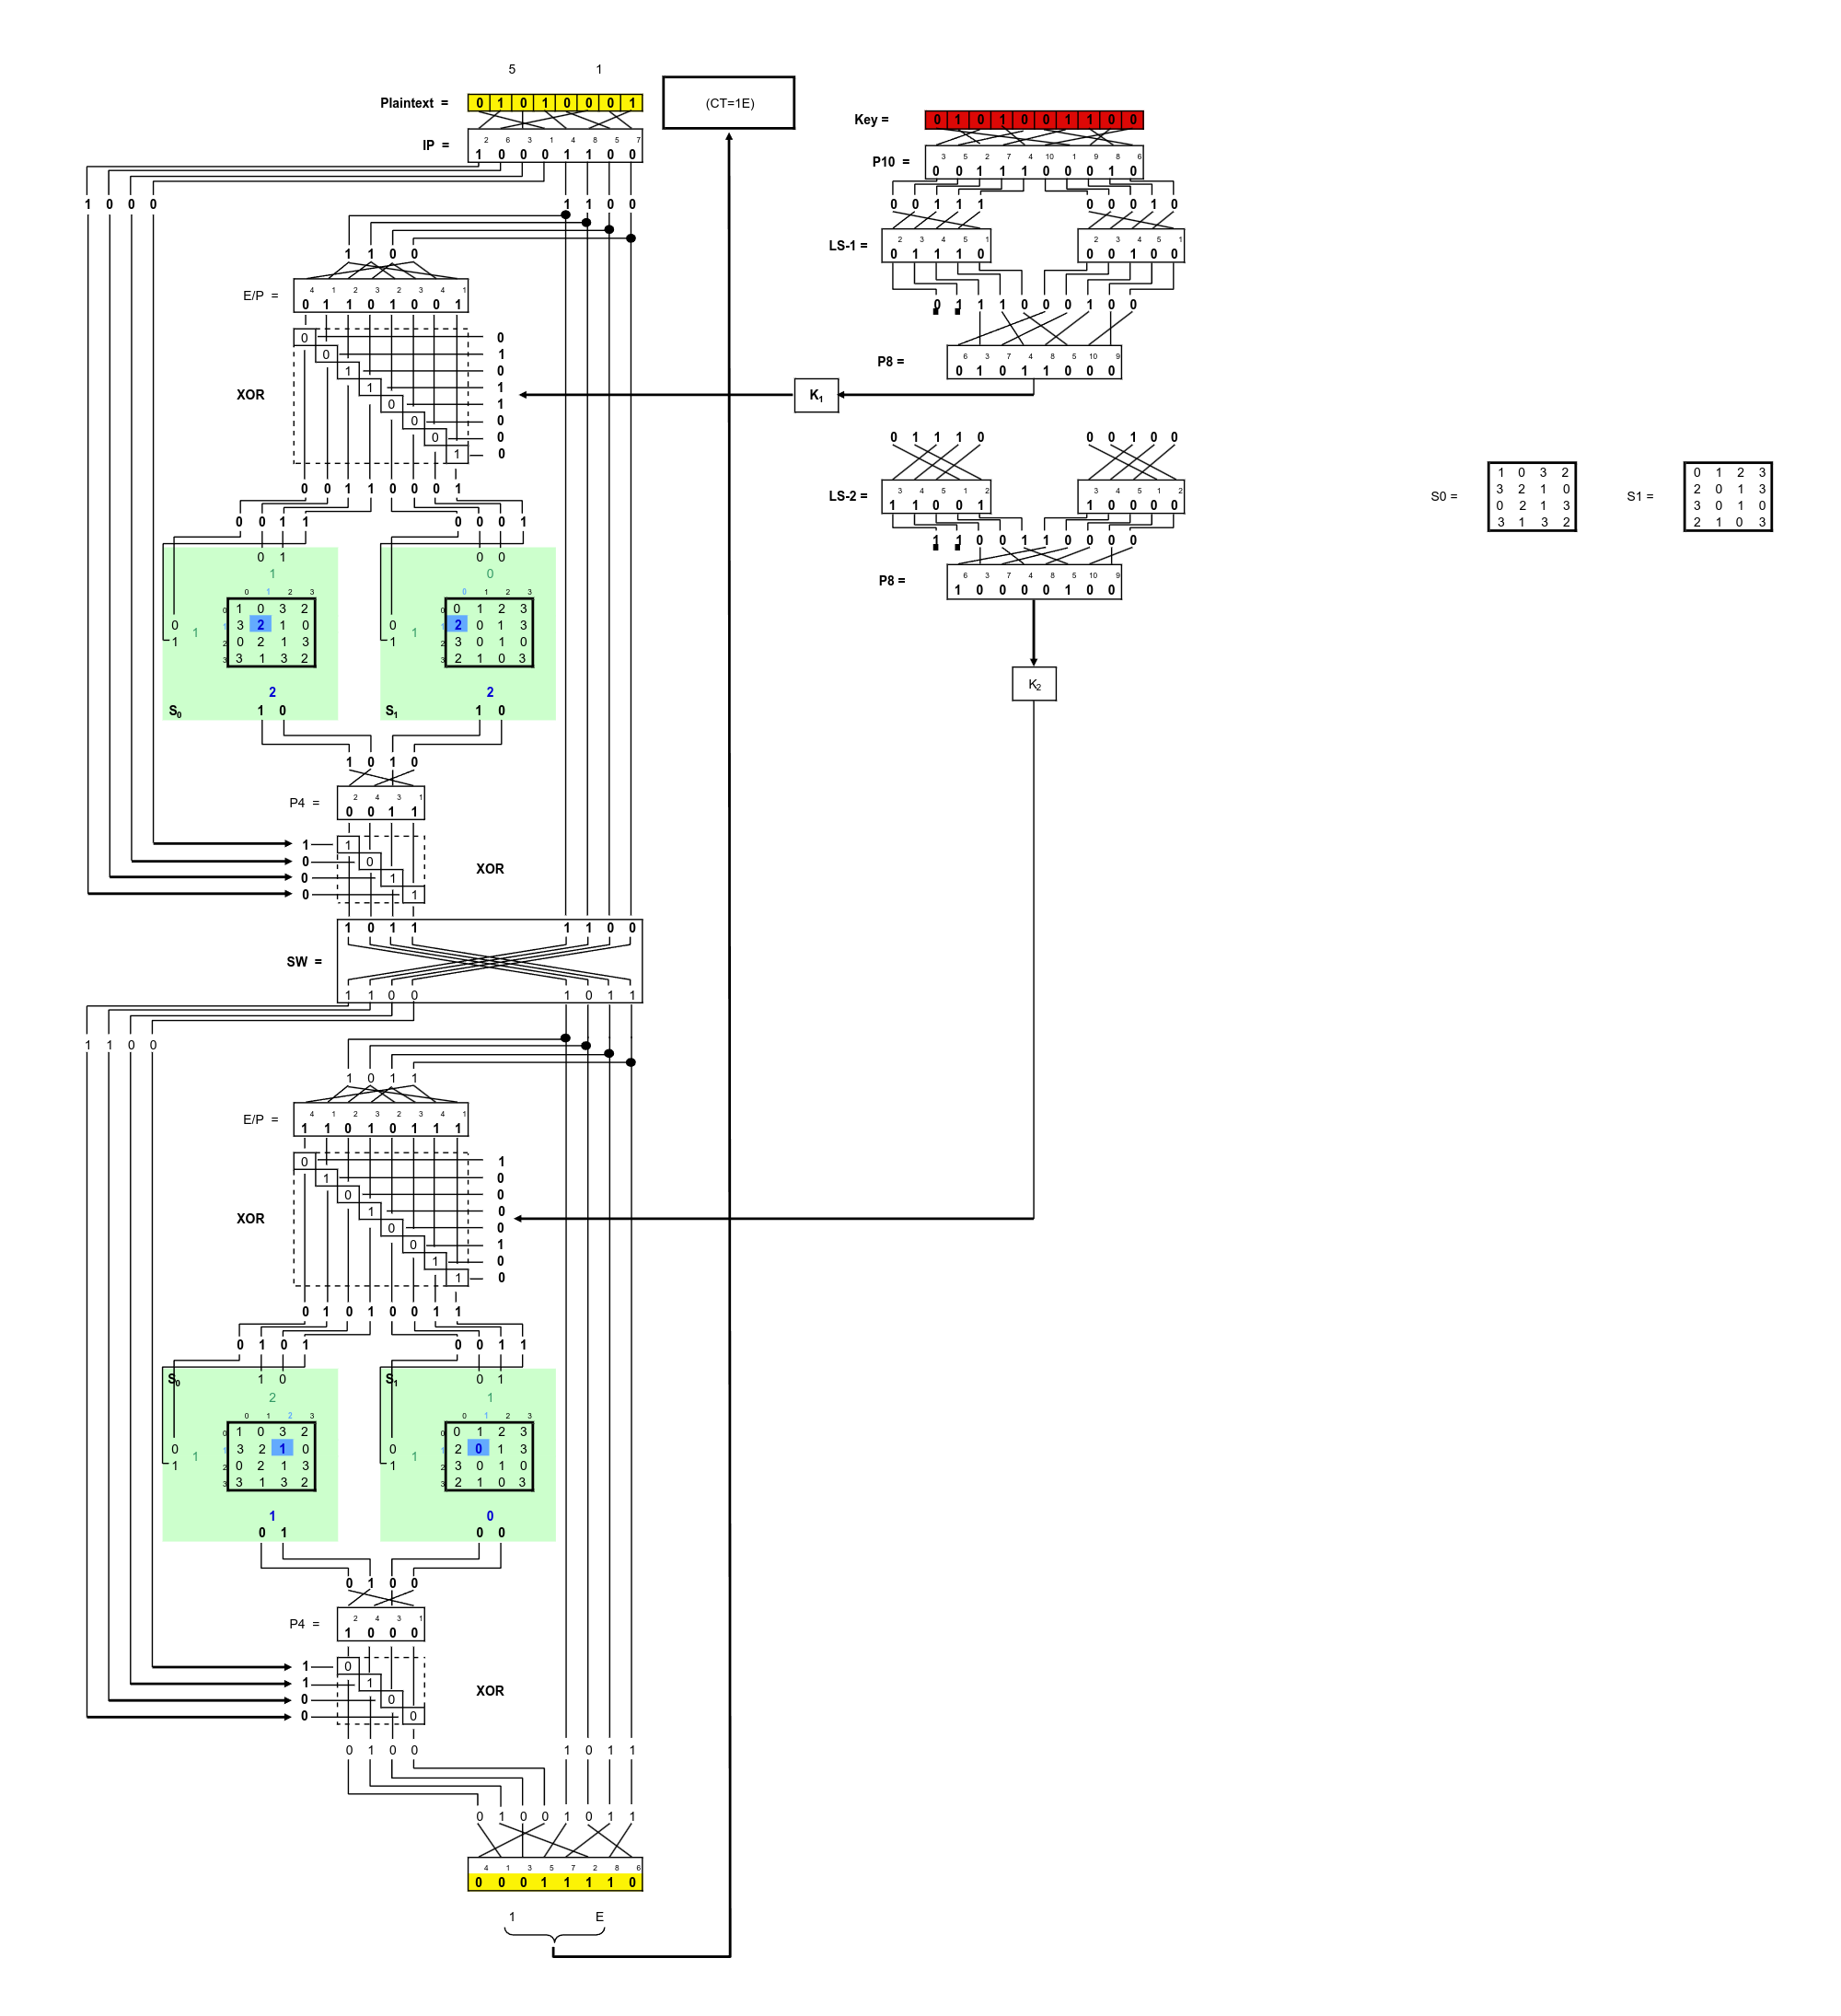 5 1
Plaintext = 0 1 0 1 0 0 0 1
(CT=1E)
Key = 0 1 0 1 0 0 1 1 0 0
2 6 3 1 4 8 5 7
IP = 1 0 0 0 1 1 0 0
3 5 2 7 4 10 1 9 8 6
P10 = 0 0 1 1 1 0 0 0 1 0
1 0 0 0 1 1 0 0
0 0 1 1 1 0 0 0 1 0
2 3 4 5 1 2 3 4 5 1
LS-1 = 0 1 1 1 0 0 0 1 0 0
1 1 0 0
4 1 2 3 2 3 4 1
E/P = 0 1 1 0 1 0 0 1
0 1 1 1 0 0 0 1 0 0
0 0
0 1
1 0
1 1
0 1
0 0
0 0
1 0
XOR
6 3 7 4 8 5 10 9
P8 = 0 1 0 1 1 0 0 0
K1
0 1 1 1 0 0 0 1 0 0
3 4 5 1 2 3 4 5 1 2
LS-2 = 1 1 0 0 1 1 0 0 0 0
1 1 0 0 1 1 0 0 0 0
6 3 7 4 8 5 10 9
P8 = 1 0 0 0 0 1 0 0
K2
S0 =
1 0 3 2
3 2 1 0
0 2 1 3
3 1 3 2
S1 =
0 1 2 3
2 0 1 3
3 0 1 0
2 1 0 3
0 0 1 1 0 0 0 1
0 0 1 1 0 0 0 1
0 1 0 0
1 0
0 1 2 3 0 1 2 3
0 1 0 3 2 0 0 1 2 3
0 1 1 3 2 1 0 0 1 1 2 0 1 3
1 2 0 2 1 3 1 2 3 0 1 0
3 3 1 3 2 3 2 1 0 3
2 2
S0 1 0 S1 1 0
1 0 1 0
2 4 3 1
P4 = 0 0 1 1
1 1
0 0
0 1
0 1
XOR
1 0 1 1 1 1 0 0
SW =
1 1 0 0 1 0 1 1
1 1 0 0
1 0 1 1
4 1 2 3 2 3 4 1
E/P = 1 1 0 1 0 1 1 1
0 1
1 0
0 0
1 0
0 0
0 1
1 0
1 0
XOR
0 1 0 1 0 0 1 1
0 1 0 1 0 0 1 1
S0 1 0 S1 0 1
2 1
0 1 2 3 0 1 2 3
0 1 0 3 2 0 0 1 2 3
0 1 1 3 2 1 0 0 1 1 2 0 1 3
1 2 0 2 1 3 1 2 3 0 1 0
3 3 1 3 2 3 2 1 0 3
1 0
0 1 0 0
0 1 0 0
2 4 3 1
P4 = 1 0 0 0
1 0
1 1
0 0
0 0
XOR
0 1 0 0 1 0 1 1
0 1 0 0 1 0 1 1
4 1 3 5 7 2 8 6
0 0 0 1 1 1 1 0
1 E